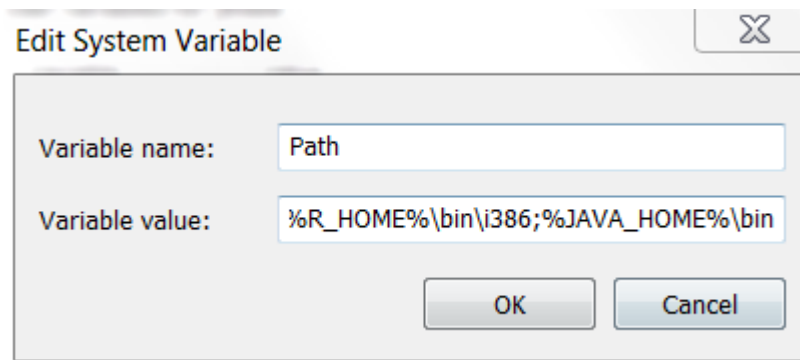 Edit System Variable
Variable name: Path
Variable value: %R_HOME%\bin\i386;%JAVA_HOME%\bin
OK Cancel